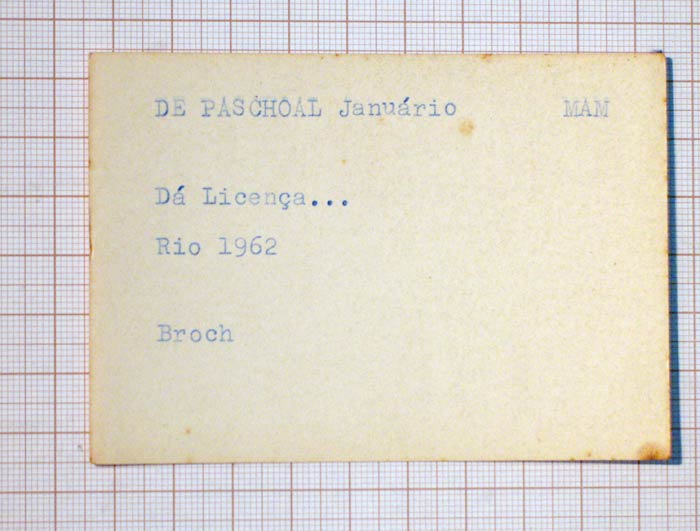 DE PASCHOAL Januário MAM
Dá Licença...
Rio 1962
Broch